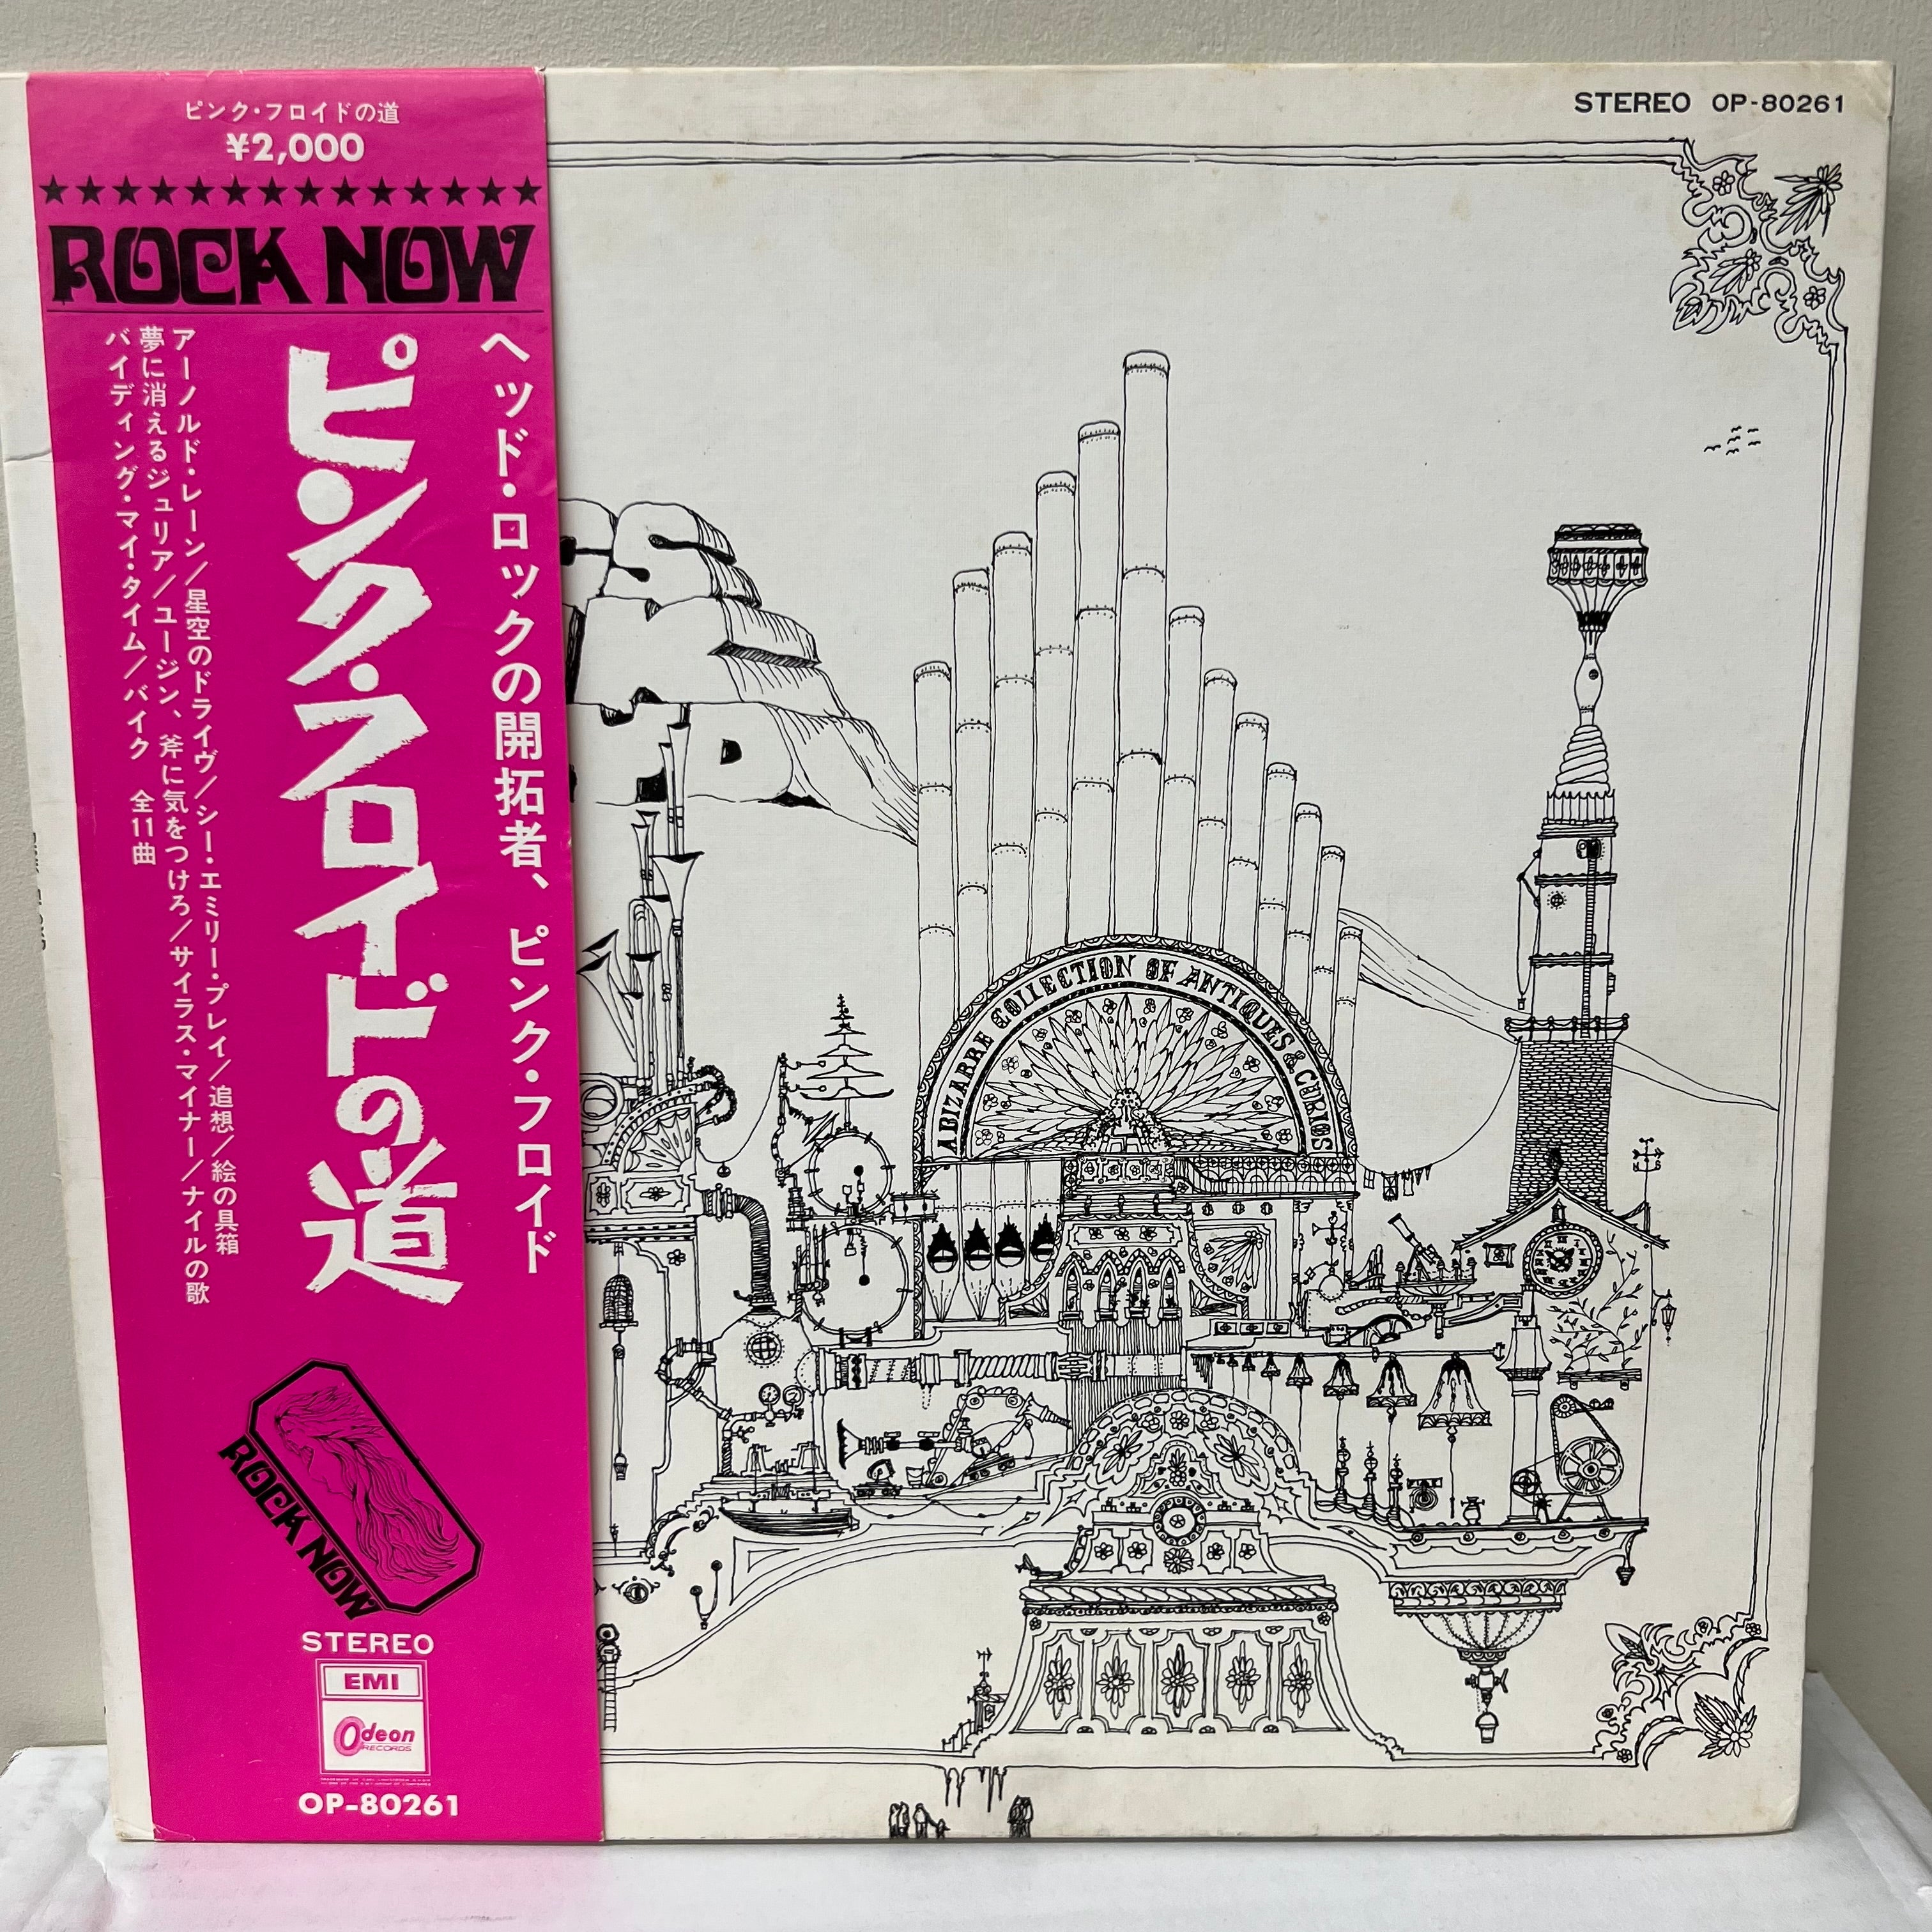 ピンク・フロイドの道
¥2,000
ROCK NOW
ヘッド・ロックの開拓者、ピンク・フロイド
ピンク・フロイドの道
アーノルド・レーン/星空のドライヴ/シー・エミリー・プレイ/追想/絵の具箱
夢に消えるジュリア/ユージン、斧に気をつけろ/サイラス・マイナー/ナイルの歌
バイディング・マイ・タイム/バイク 全11曲
ROCK NOW
STEREO
EMI
Odeon
RECORDS
OP-80261
STEREO OP-80261
A BIZARRE COLLECTION OF ANTIQUES & CURIOS